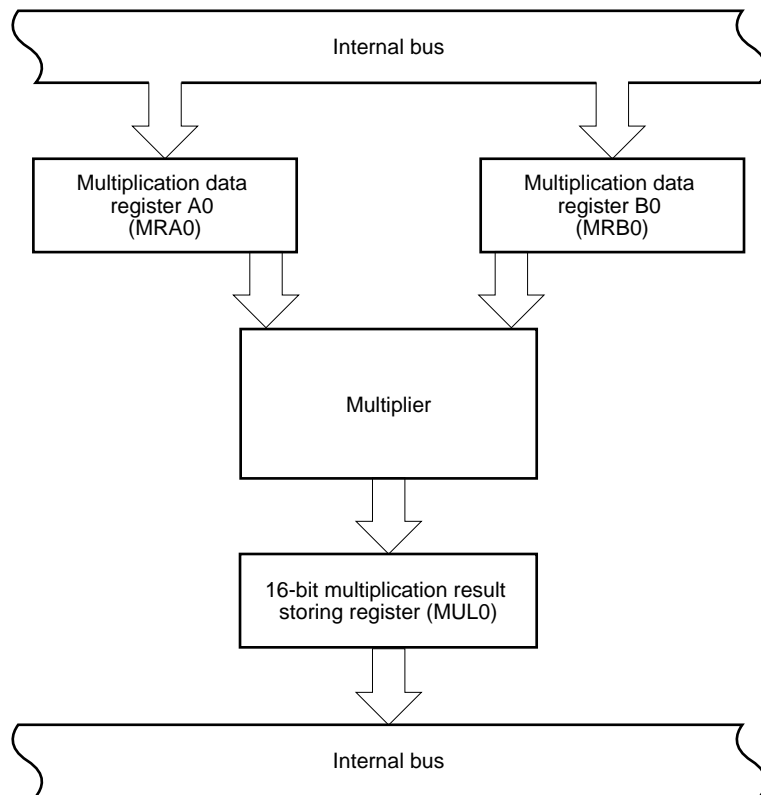 Internal bus
Multiplication data
register A0
(MRA0)
Multiplication data
register B0
(MRB0)
Multiplier
16-bit multiplication result
storing register (MUL0)
Internal bus